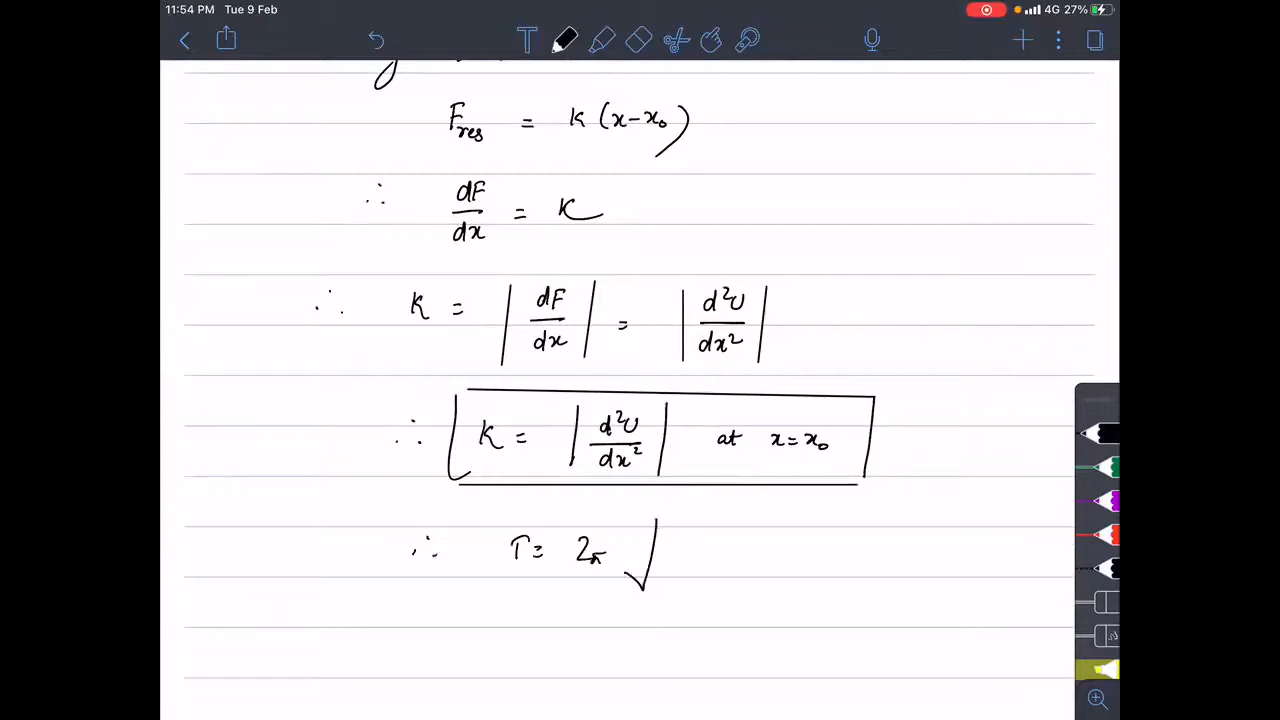 11:54 PM Tue 9 Feb 4G 27%
F_res = K (x-x₀)
∴ dF/dx = K
∴ K = |dF/dx| = |d²U/dx²|
∴ K = |d²U/dx²| at x = x₀
∴ T = 2π √